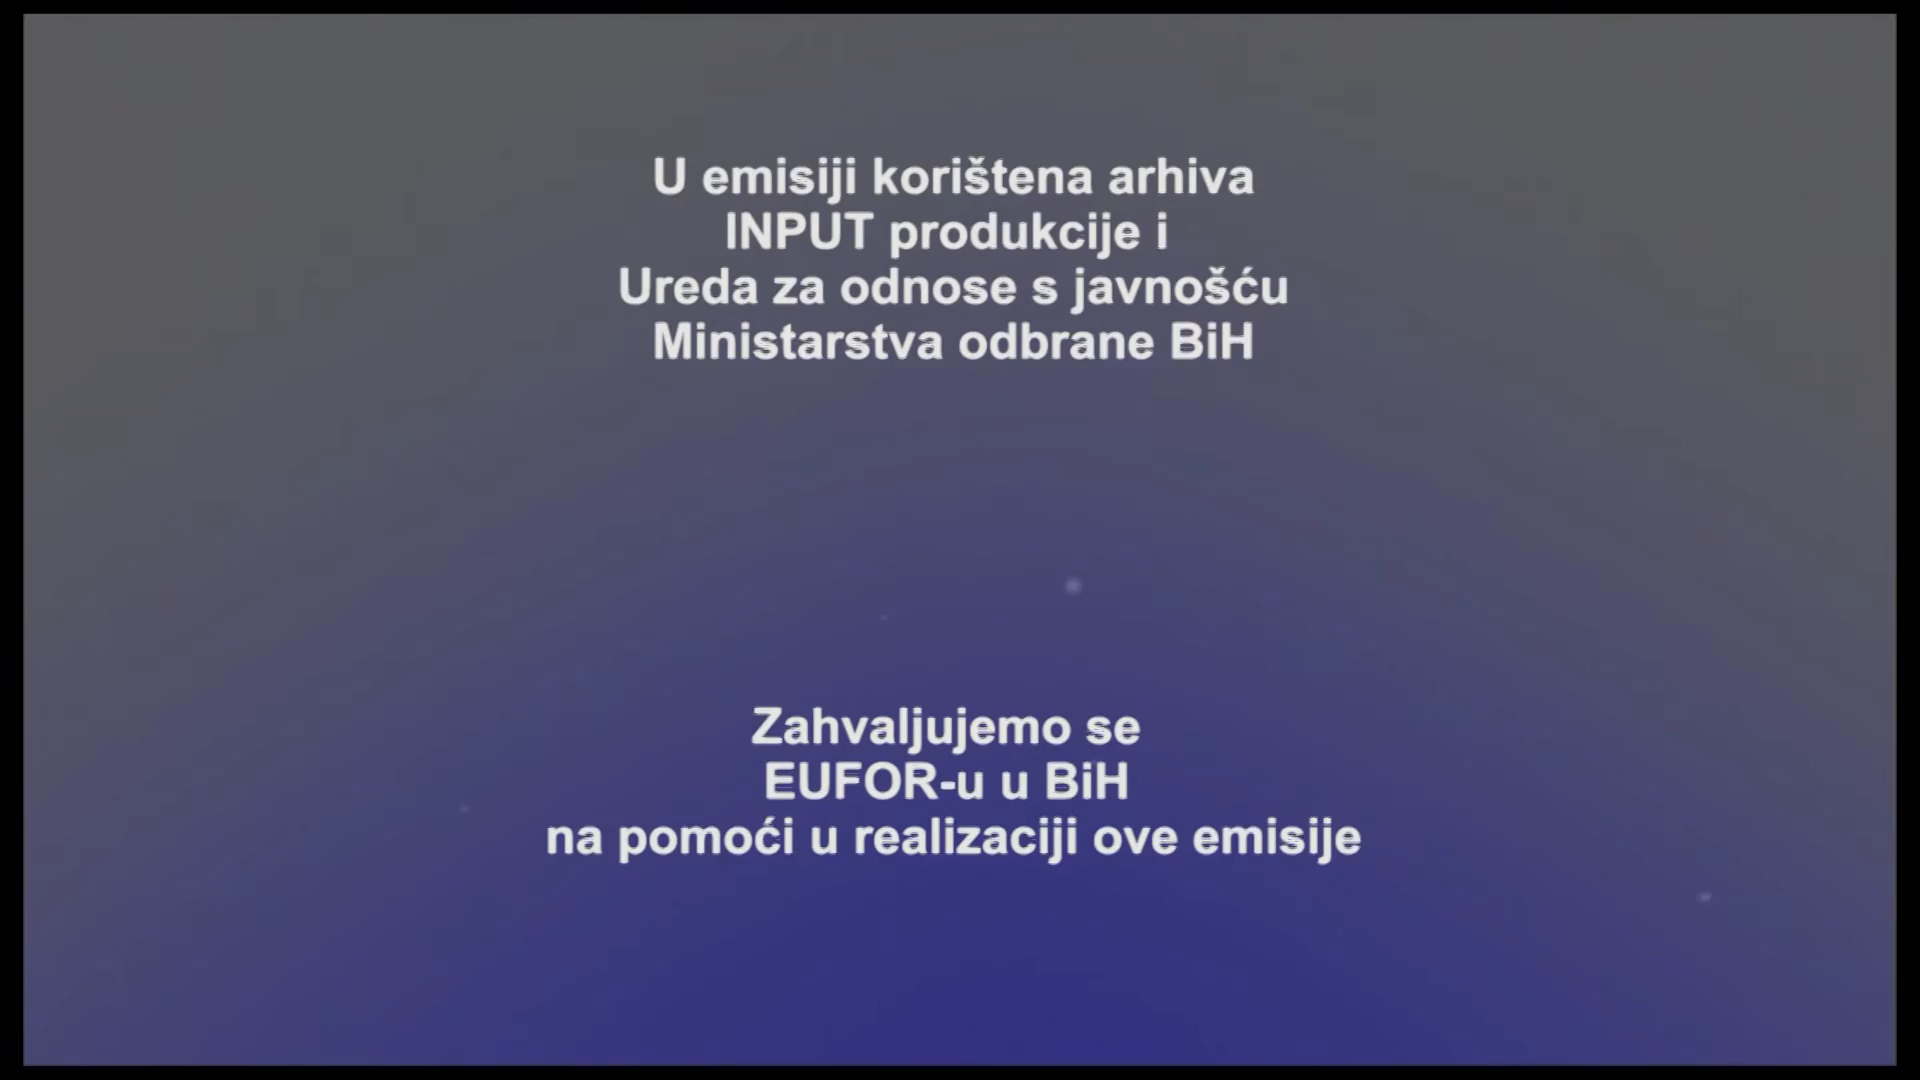 U emisiji korištena arhiva
INPUT produkcije i
Ureda za odnose s javnošću
Ministarstva odbrane BiH
Zahvaljujemo se
EUFOR-u u BiH
na pomoći u realizaciji ove emisije